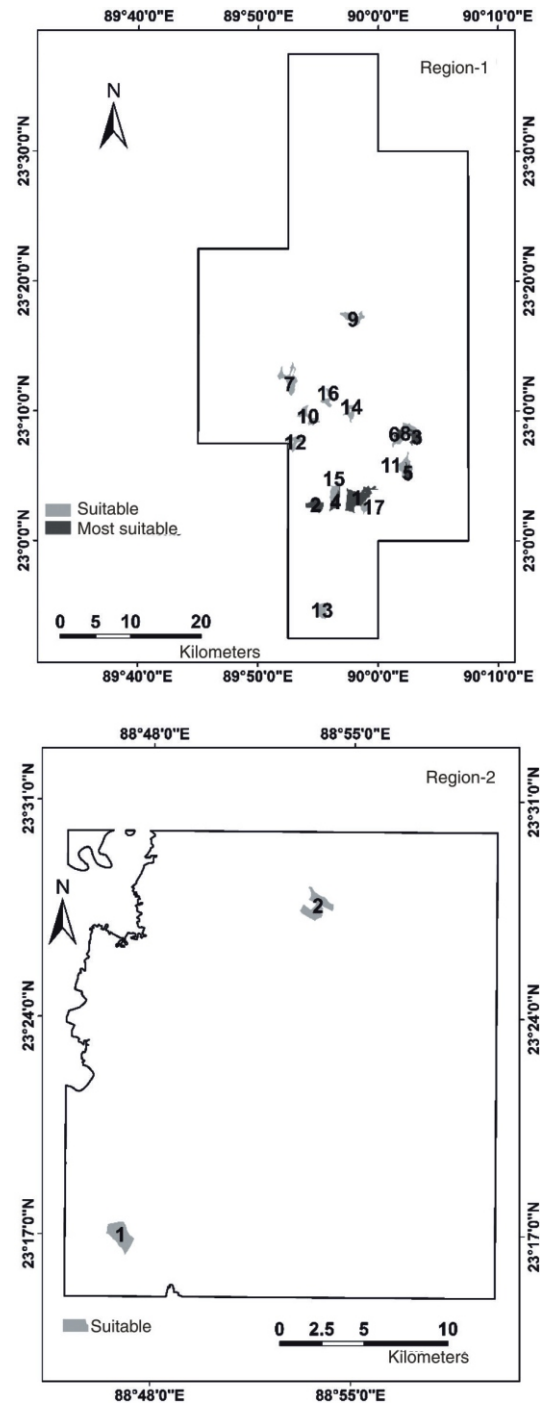 89°40'0"E 89°50'0"E 90°0'0"E 90°10'0"E
Region-1
N
23°30'0"N 23°30'0"N
23°20'0"N 23°20'0"N
9
7
16
23°10'0"N 23°10'0"N
10 14
12 6 8 3
11 5
15
2 4 1 17
Suitable
Most suitable
23°0'0"N 23°0'0"N
13
0 5 10 20
Kilometers
89°40'0"E 89°50'0"E 90°0'0"E 90°10'0"E
88°48'0"E 88°55'0"E
Region-2
23°31'0"N 23°31'0"N
N
2
23°24'0"N 23°24'0"N
1
23°17'0"N 23°17'0"N
Suitable
0 2.5 5 10
Kilometers
88°48'0"E 88°55'0"E